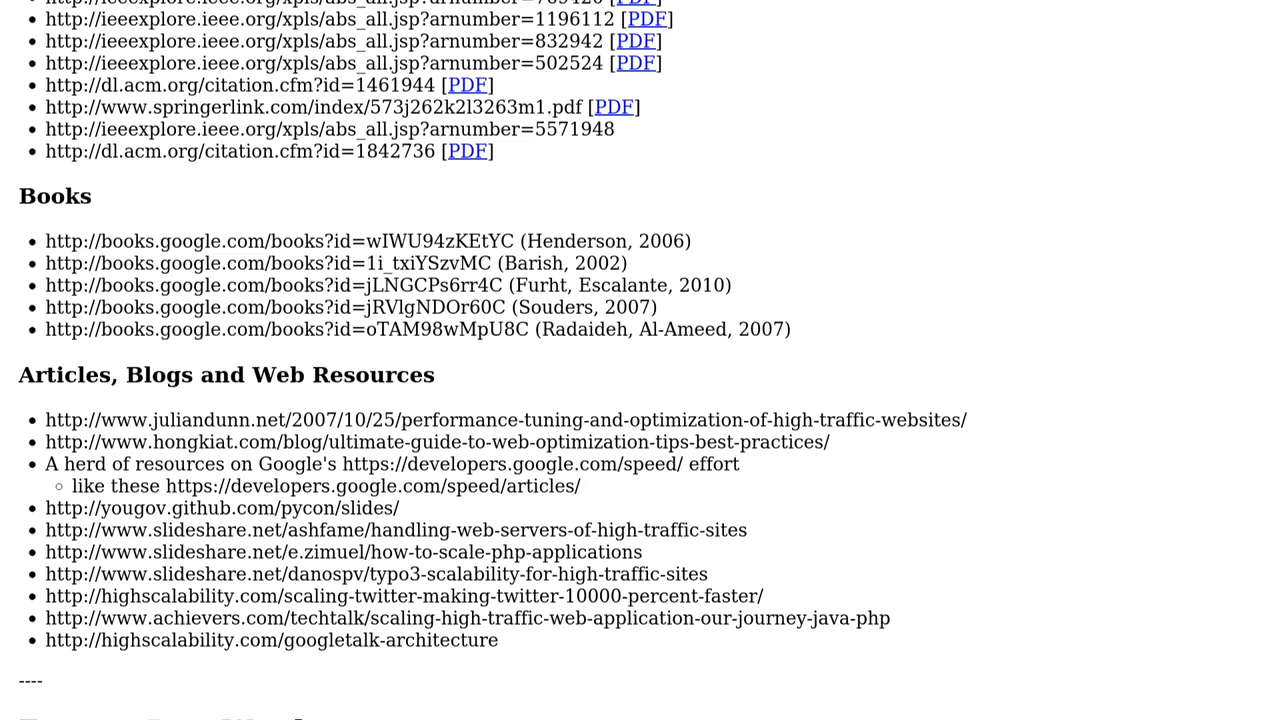 http://ieeexplore.ieee.org/xpls/abs_all.jsp?arnumber=1196112 [PDF]
http://ieeexplore.ieee.org/xpls/abs_all.jsp?arnumber=832942 [PDF]
http://ieeexplore.ieee.org/xpls/abs_all.jsp?arnumber=502524 [PDF]
http://dl.acm.org/citation.cfm?id=1461944 [PDF]
http://www.springerlink.com/index/573j262k2l3263m1.pdf [PDF]
http://ieeexplore.ieee.org/xpls/abs_all.jsp?arnumber=5571948
http://dl.acm.org/citation.cfm?id=1842736 [PDF]
Books
http://books.google.com/books?id=wIWU94zKEtYC (Henderson, 2006)
http://books.google.com/books?id=1i_txiYSzvMC (Barish, 2002)
http://books.google.com/books?id=jLNGCPs6rr4C (Furht, Escalante, 2010)
http://books.google.com/books?id=jRVlgNDOr60C (Souders, 2007)
http://books.google.com/books?id=oTAM98wMpU8C (Radaideh, Al-Ameed, 2007)
Articles, Blogs and Web Resources
http://www.juliandunn.net/2007/10/25/performance-tuning-and-optimization-of-high-traffic-websites/
http://www.hongkiat.com/blog/ultimate-guide-to-web-optimization-tips-best-practices/
A herd of resources on Google's https://developers.google.com/speed/ effort
like these https://developers.google.com/speed/articles/
http://yougov.github.com/pycon/slides/
http://www.slideshare.net/ashfame/handling-web-servers-of-high-traffic-sites
http://www.slideshare.net/e.zimuel/how-to-scale-php-applications
http://www.slideshare.net/danospv/typo3-scalability-for-high-traffic-sites
http://highscalability.com/scaling-twitter-making-twitter-10000-percent-faster/
http://www.achievers.com/techtalk/scaling-high-traffic-web-application-our-journey-java-php
http://highscalability.com/googletalk-architecture
----